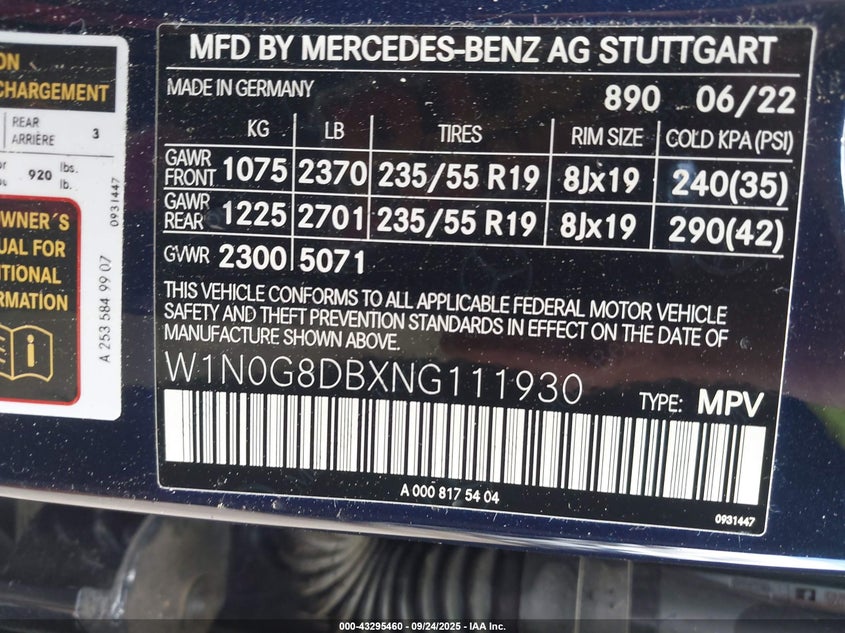 ON
CHARGEMENT
REAR
ARRIÈRE
3
or
920
lbs.
lb.
0931447
OWNER´S
UAL FOR
ITIONAL
RMATION
A 253 584 99 07
MFD BY MERCEDES-BENZ AG STUTTGART
MADE IN GERMANY
890 06/22
KG LB TIRES RIM SIZE COLD KPA (PSI)
GAWR FRONT 1075 2370 235/55 R19 8Jx19 240(35)
GAWR REAR 1225 2701 235/55 R19 8Jx19 290(42)
GVWR 2300 5071
THIS VEHICLE CONFORMS TO ALL APPLICABLE FEDERAL MOTOR VEHICLE
SAFETY AND THEFT PREVENTION STANDARDS IN EFFECT ON THE DATE OF
MANUFACTURE SHOWN ABOVE.
W1N0G8DBXNG111930
TYPE: MPV
A 000 817 54 04
0931447
000-43295460 - 09/24/2025 - IAA Inc.